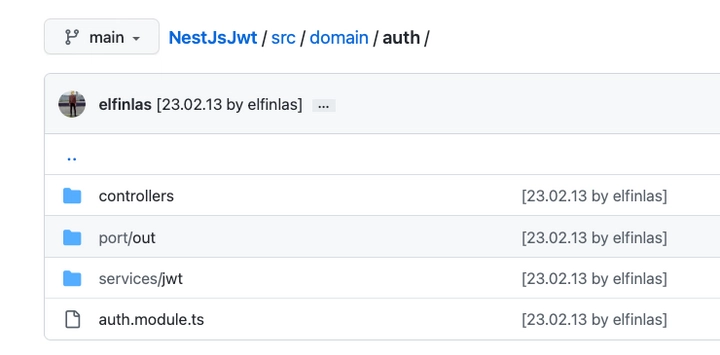 main
NestJsJwt / src / domain / auth /
elfinlas [23.02.13 by elfinlas] ...
..
controllers [23.02.13 by elfinlas]
port/out [23.02.13 by elfinlas]
services/jwt [23.02.13 by elfinlas]
auth.module.ts [23.02.13 by elfinlas]